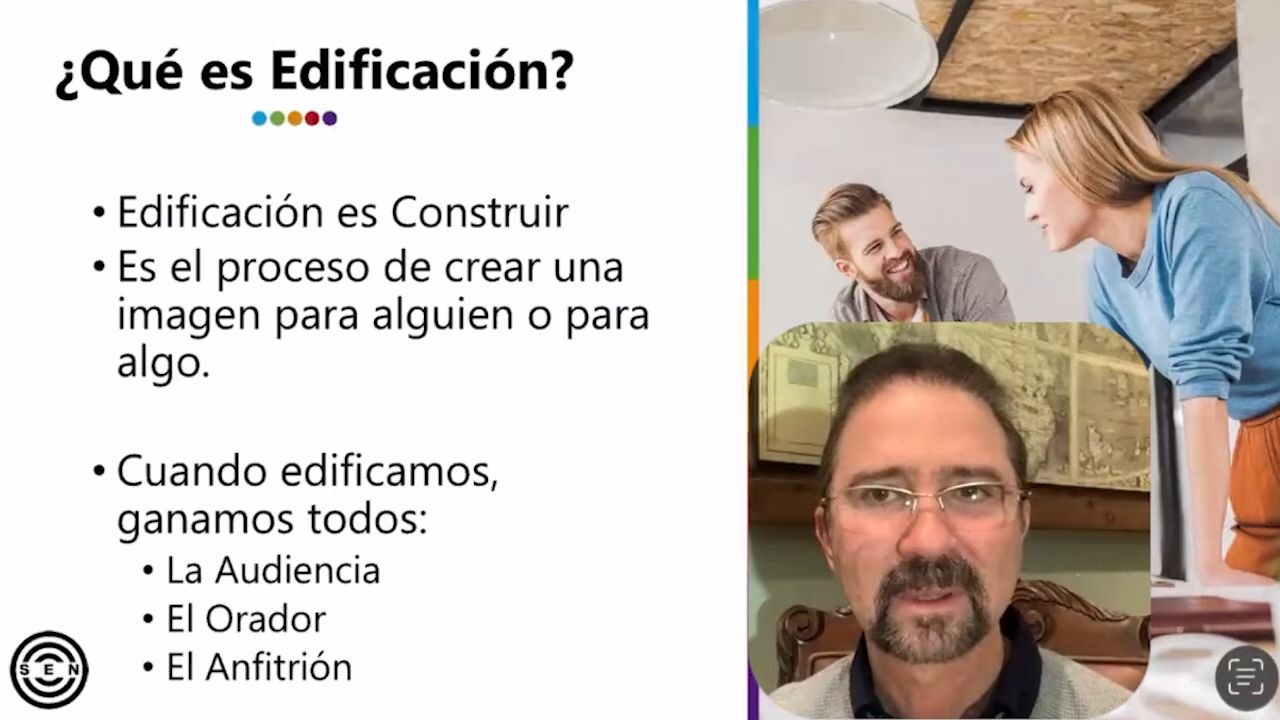 ¿Qué es Edificación?
• Edificación es Construir
• Es el proceso de crear una
imagen para alguien o para
algo.
• Cuando edificamos,
ganamos todos:
• La Audiencia
• El Orador
• El Anfitrión
SEN